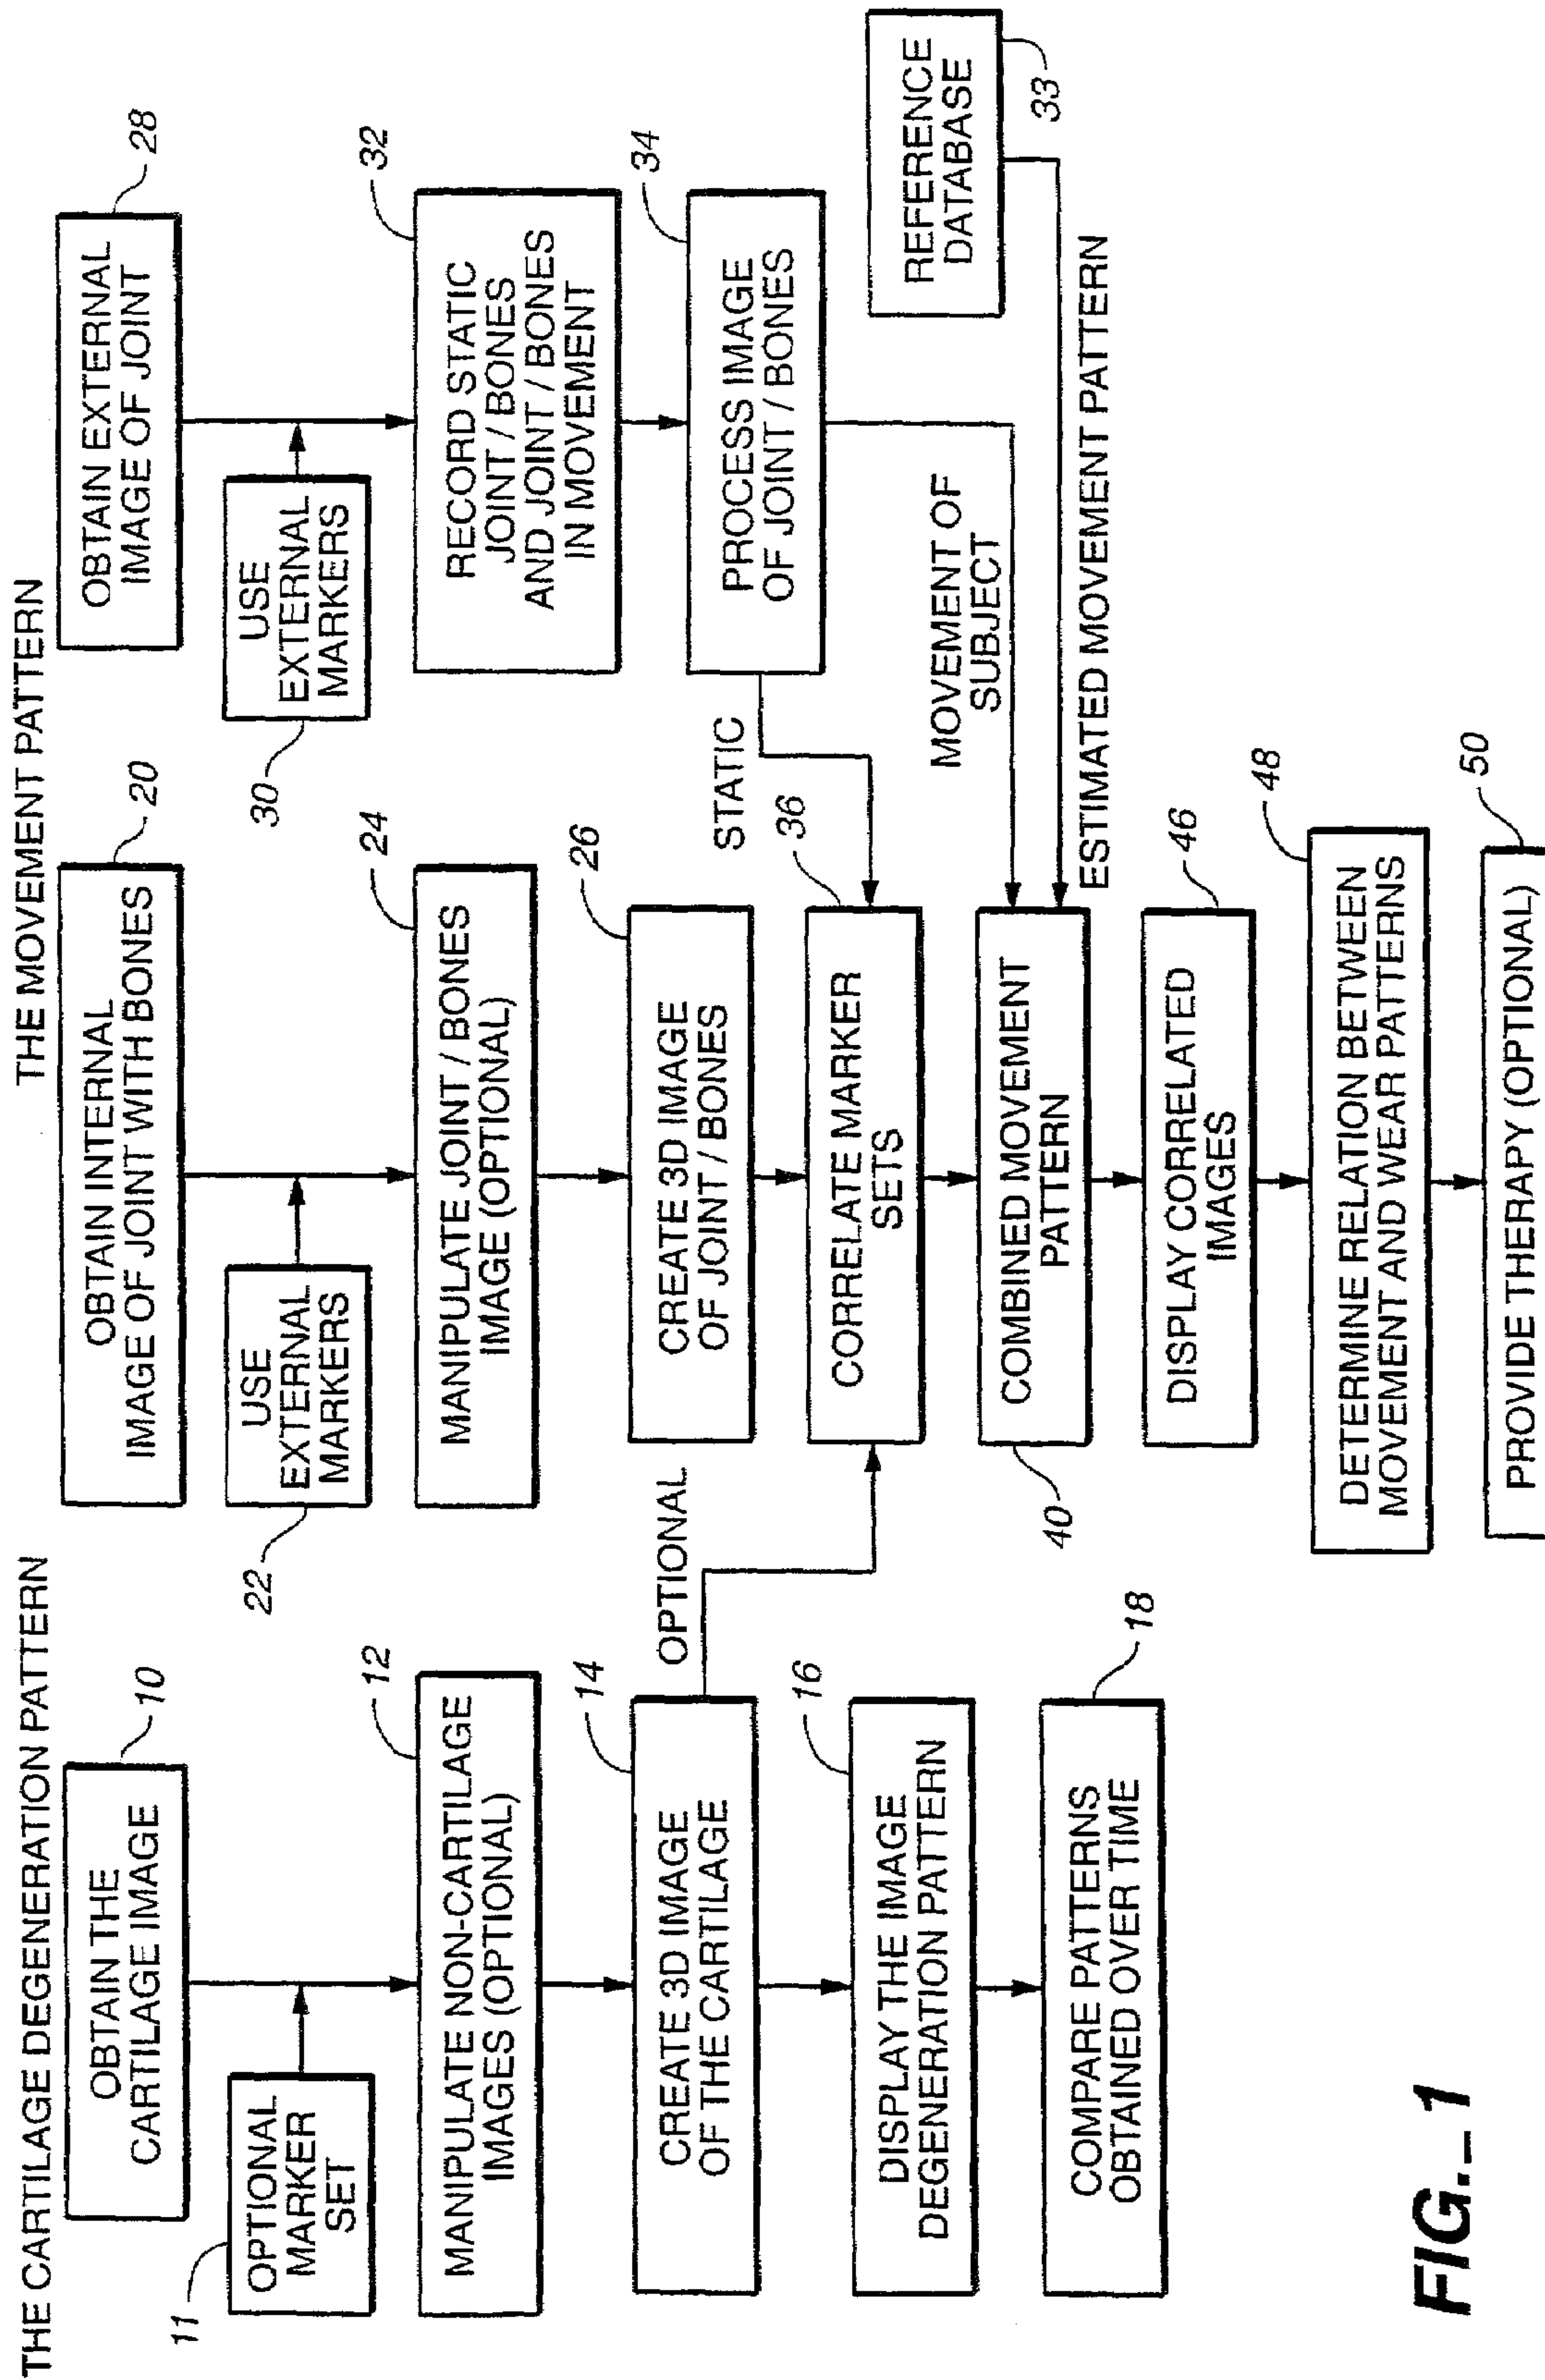 THE CARTILAGE DEGENERATION PATTERN
10
OBTAIN THE
CARTILAGE IMAGE
11
OPTIONAL
MARKER
SET
12
MANIPULATE NON-CARTILAGE
IMAGES (OPTIONAL)
14
CREATE 3D IMAGE
OF THE CARTILAGE
OPTIONAL
16
DISPLAY THE IMAGE
DEGENERATION PATTERN
18
COMPARE PATTERNS
OBTAINED OVER TIME
THE MOVEMENT PATTERN
20
OBTAIN INTERNAL
IMAGE OF JOINT WITH BONES
22
USE
EXTERNAL
MARKERS
24
MANIPULATE JOINT / BONES
IMAGE (OPTIONAL)
26
CREATE 3D IMAGE
OF JOINT / BONES
36
CORRELATE MARKER
SETS
40
COMBINED MOVEMENT
PATTERN
46
DISPLAY CORRELATED
IMAGES
48
DETERMINE RELATION BETWEEN
MOVEMENT AND WEAR PATTERNS
50
PROVIDE THERAPY (OPTIONAL)
28
OBTAIN EXTERNAL
IMAGE OF JOINT
30
USE
EXTERNAL
MARKERS
32
RECORD STATIC
JOINT / BONES
AND JOINT / BONES
IN MOVEMENT
34
PROCESS IMAGE
OF JOINT / BONES
STATIC
MOVEMENT OF
SUBJECT
REFERENCE
DATABASE
33
ESTIMATED MOVEMENT PATTERN
FIG._1